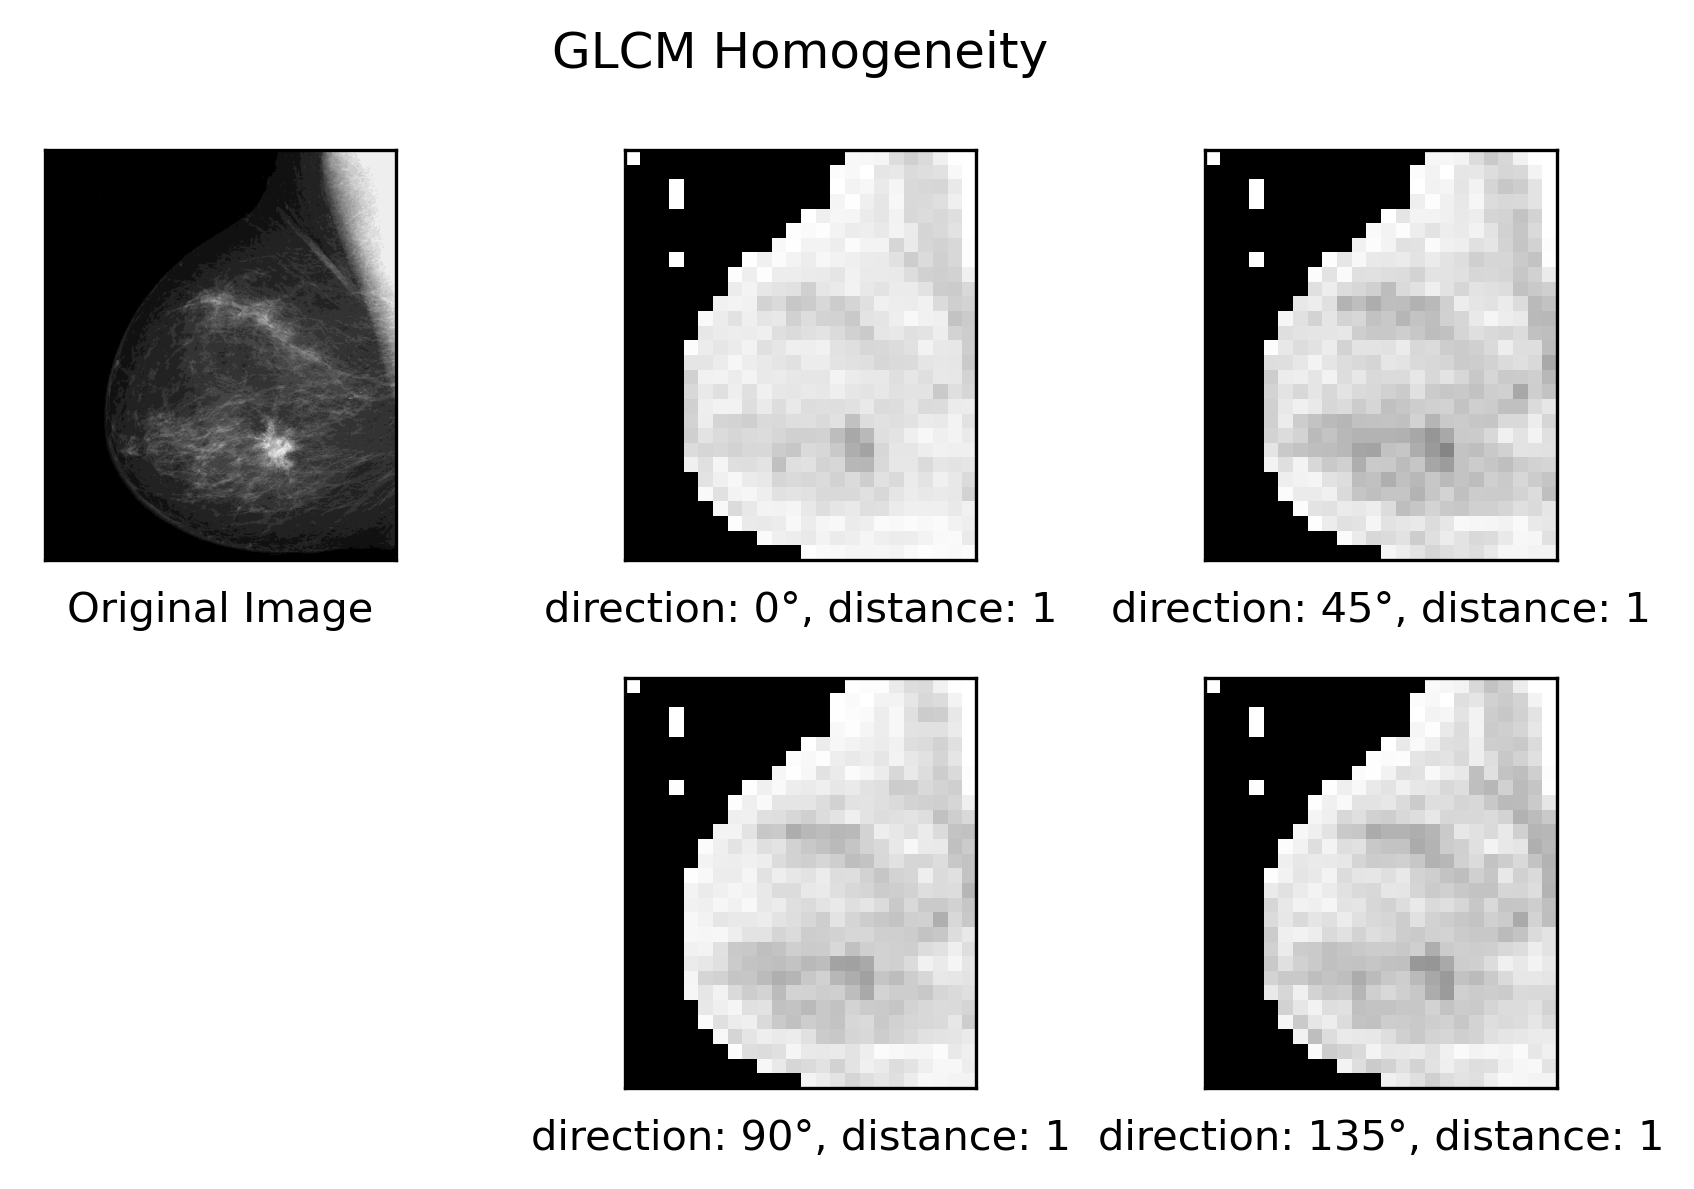 GLCM Homogeneity
Original Image
direction: 0°, distance: 1
direction: 45°, distance: 1
direction: 90°, distance: 1
direction: 135°, distance: 1